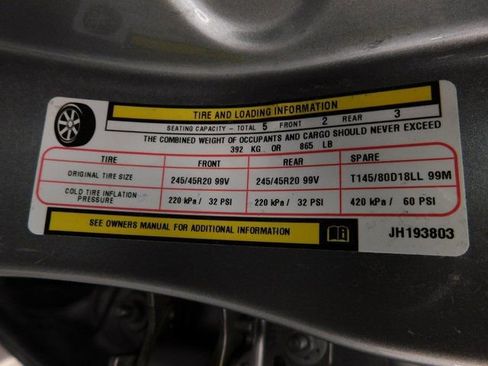 TIRE AND LOADING INFORMATION
SEATING CAPACITY - TOTAL 5 FRONT 2 REAR 3
THE COMBINED WEIGHT OF OCCUPANTS AND CARGO SHOULD NEVER EXCEED
392 KG OR 865 LB
TIRE FRONT REAR SPARE
ORIGINAL TIRE SIZE 245/45R20 99V 245/45R20 99V T145/80D18LL 99M
COLD TIRE INFLATION PRESSURE 220 kPa / 32 PSI 220 kPa / 32 PSI 420 kPa / 60 PSI
SEE OWNERS MANUAL FOR ADDITIONAL INFORMATION JH193803